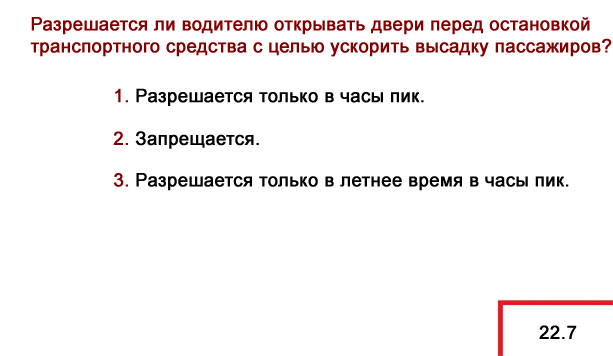 Разрешается ли водителю открывать двери перед остановкой
транспортного средства с целью ускорить высадку пассажиров?
1. Разрешается только в часы пик.
2. Запрещается.
3. Разрешается только в летнее время в часы пик.
22.7